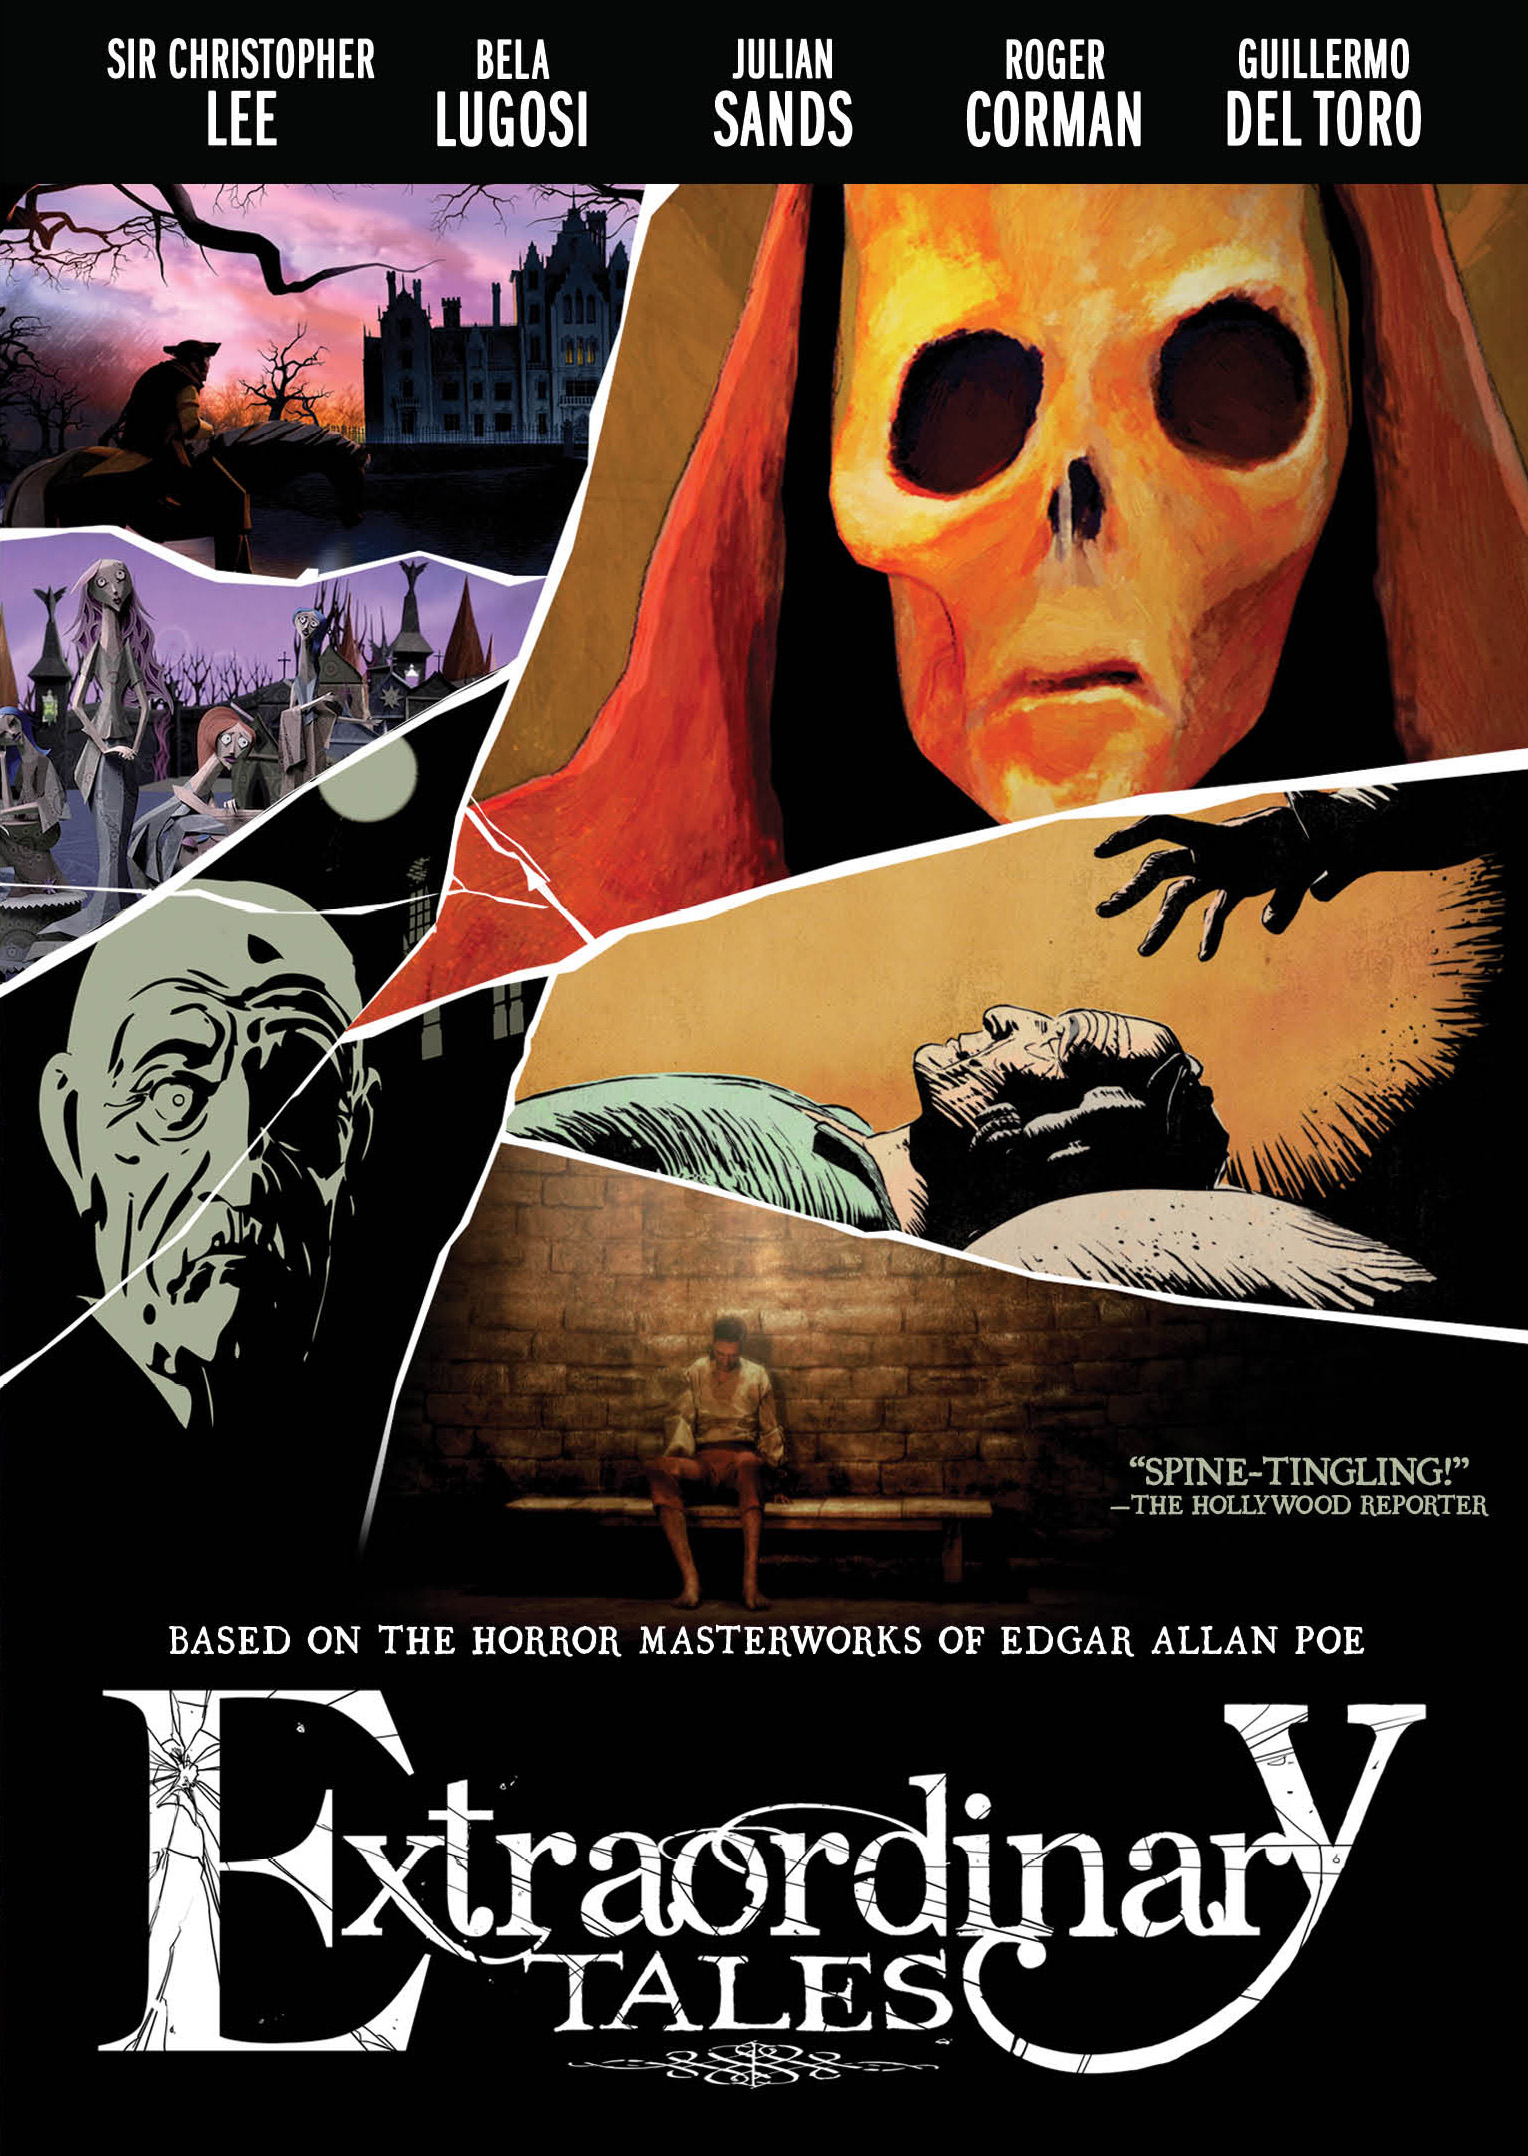 SIR CHRISTOPHER
LEE
BELA
LUGOSI
JULIAN
SANDS
ROGER
CORMAN
GUILLERMO
DEL TORO
“SPINE-TINGLING!”
—THE HOLLYWOOD REPORTER
BASED ON THE HORROR MASTERWORKS OF EDGAR ALLAN POE
Extraordinary
TALES